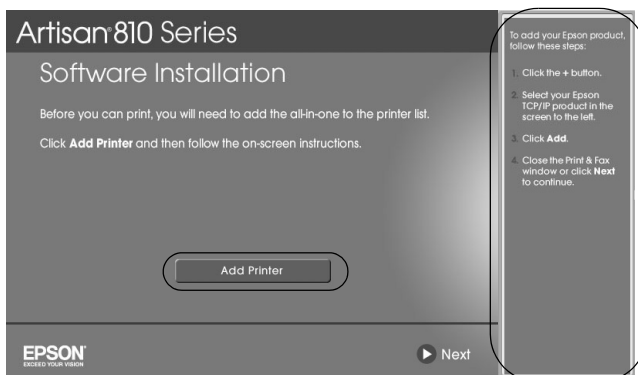 Artisan® 810 Series
Software Installation
Before you can print, you will need to add the all-in-one to the printer list.
Click Add Printer and then follow the on-screen instructions.
Add Printer
EPSON®
EXCEED YOUR VISION
Next
To add your Epson product,
follow these steps:
1. Click the + button.
2. Select your Epson
TCP/IP product in the
screen to the left.
3. Click Add.
4. Close the Print & Fax
window or click Next
to continue.